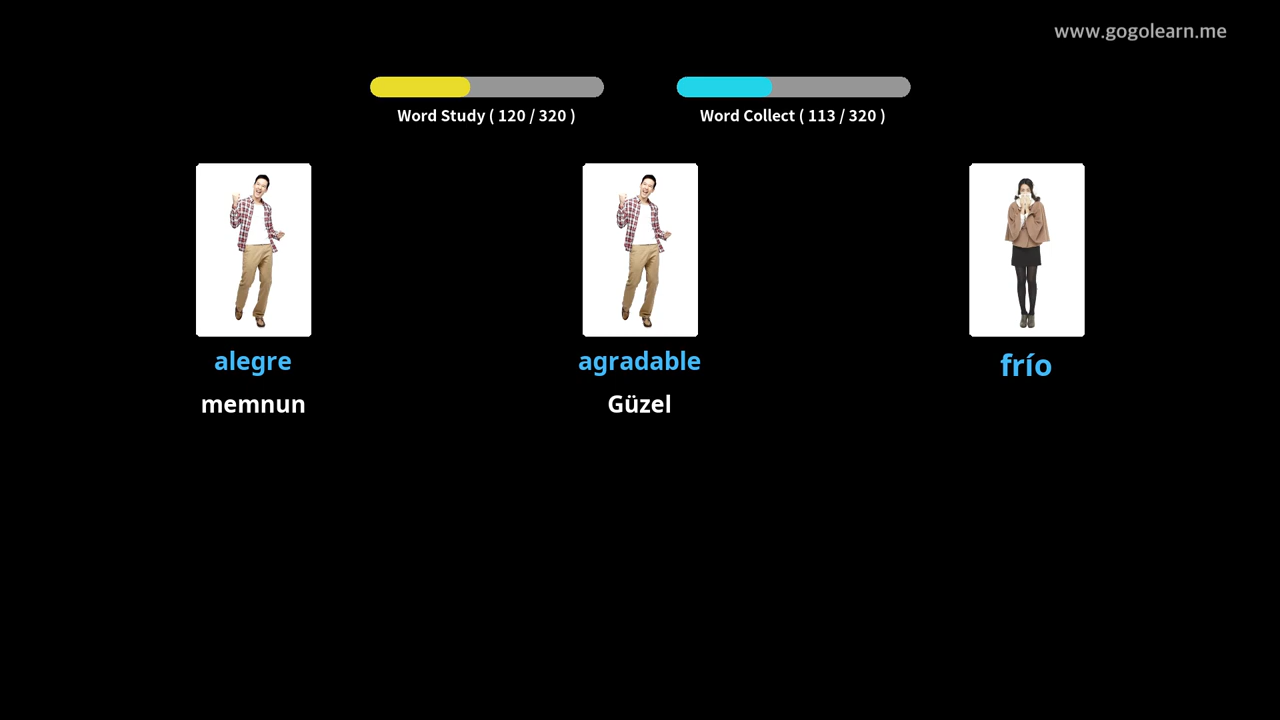 www.gogolearn.me
Word Study ( 120 / 320 )
Word Collect ( 113 / 320 )
alegre
agradable
frío
memnun
Güzel